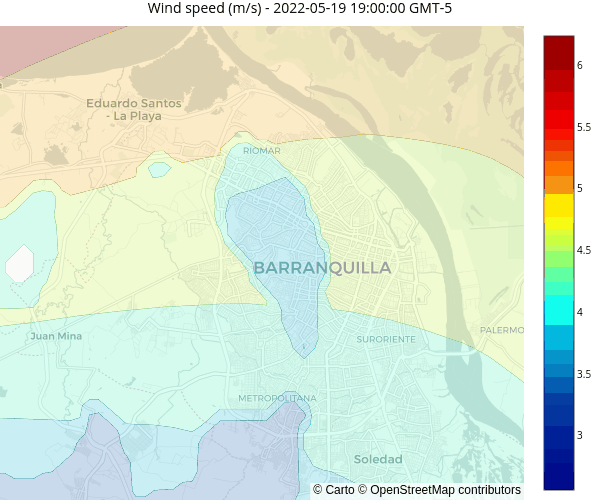 Wind speed (m/s) - 2022-05-19 19:00:00 GMT-5
6
Eduardo Santos
- La Playa
5.5
RIOMAR
5
4.5
BARRANQUILLA
4
Juan Mina
SURORIENTE
PALERMO
3.5
METROPOLITANA
3
Soledad
© Carto © OpenStreetMap contributors